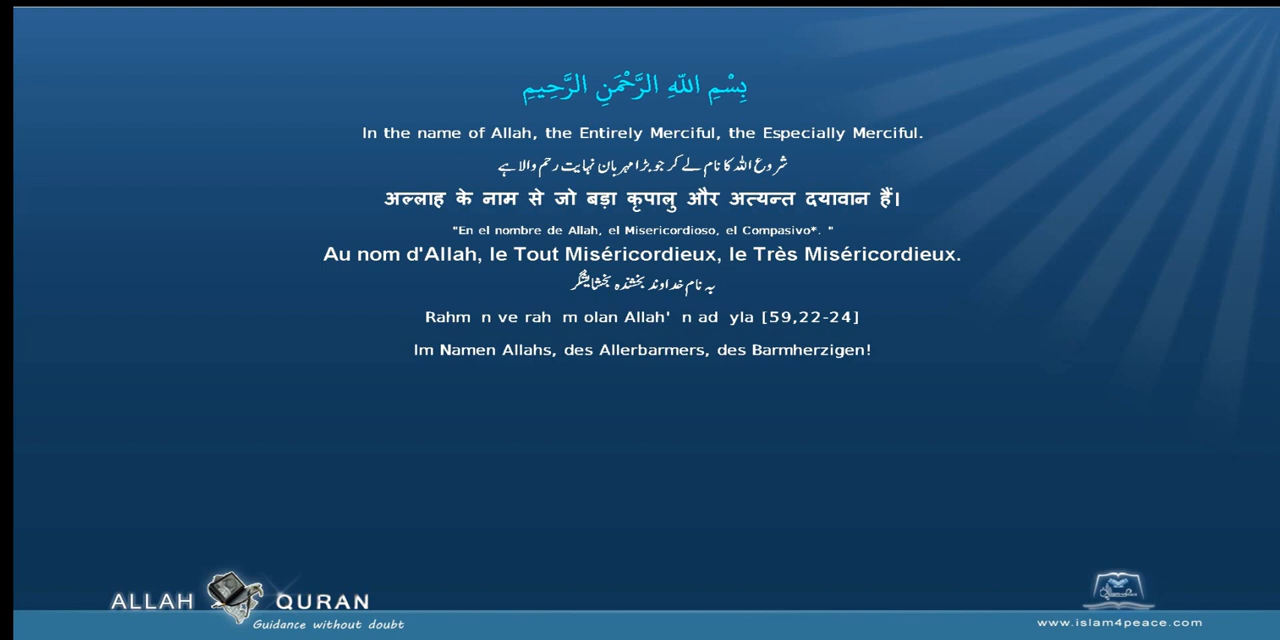 بِسْمِ اللّهِ الرَّحْمَنِ الرَّحِيمِ
In the name of Allah, the Entirely Merciful, the Especially Merciful.
شروع اللہ کا نام لے کر جو بڑا مہربان نہایت رحم والا ہے
अल्लाह के नाम से जो बड़ा कृपालु और अत्यन्त दयावान हैं।
"En el nombre de Allah, el Misericordioso, el Compasivo*. "
Au nom d'Allah, le Tout Miséricordieux, le Très Miséricordieux.
به نام خداوند بخشنده بخشایشگر
Rahm n ve rah m olan Allah' n ad yla [59,22-24]
Im Namen Allahs, des Allerbarmers, des Barmherzigen!
ALLAH QURAN
Guidance without doubt
www.islam4peace.com